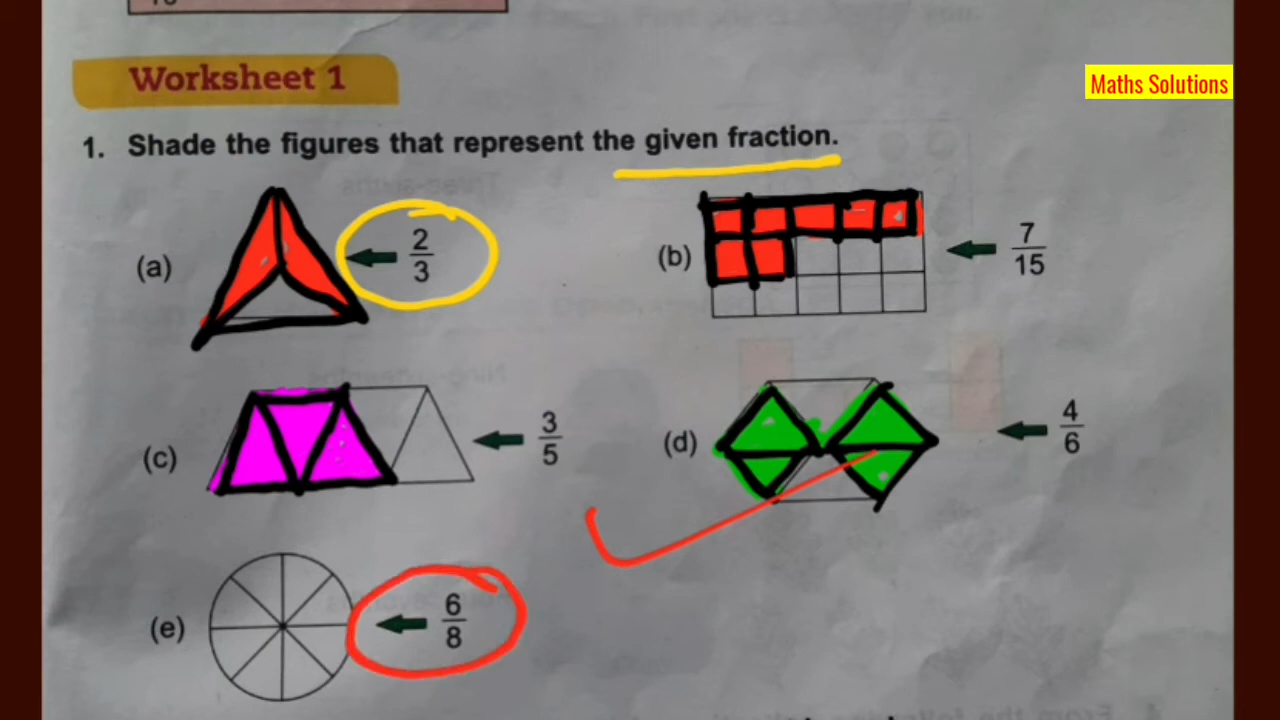 Worksheet 1
Maths Solutions
1. Shade the figures that represent the given fraction.
(a) 2/3
(b) 7/15
(c) 3/5
(d) 4/6
(e) 6/8